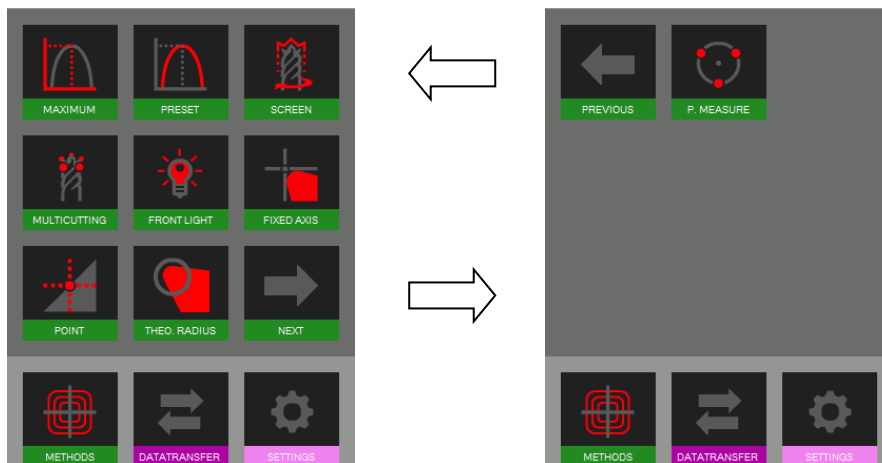 MAXIMUM PRESET SCREEN
MULTICUTTING FRONT LIGHT FIXED AXIS
POINT THEO. RADIUS NEXT
METHODS DATATRANSFER SETTINGS
PREVIOUS P. MEASURE
METHODS DATATRANSFER SETTINGS